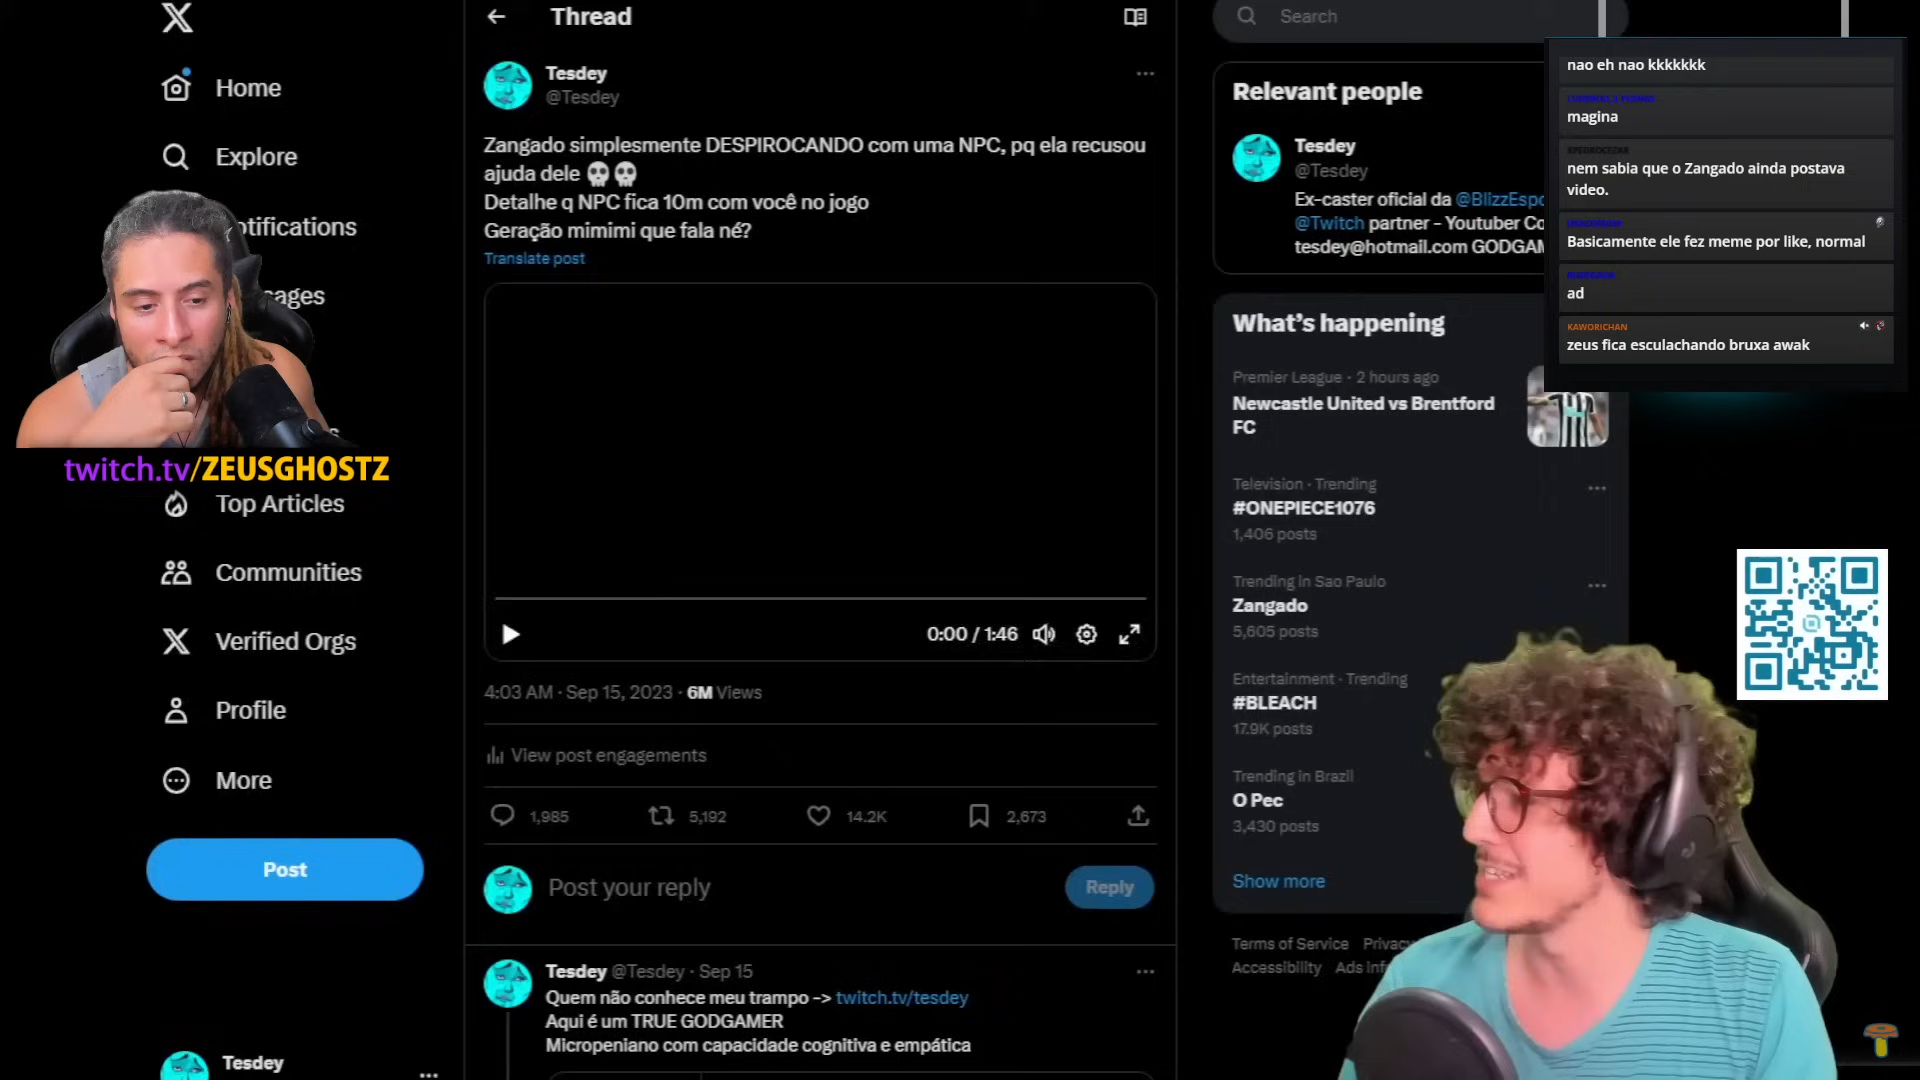 Home
Explore
otifications
sages
twitch.tv/ZEUSGHOSTZ
Top Articles
Communities
Verified Orgs
Profile
More
Post
Tesdey
Thread
Tesdey
@Tesdey
Zangado simplesmente DESPIROCANDO com uma NPC, pq ela recusou
ajuda dele 💀💀
Detalhe q NPC fica 10m com você no jogo
Geração mimimi que fala né?
Translate post
0:00 / 1:46
4:03 AM · Sep 15, 2023 · 6M Views
View post engagements
1,985
5,192
14.2K
2,673
Post your reply
Reply
Tesdey @Tesdey · Sep 15
Quem não conhece meu trampo -> twitch.tv/tesdey
Aqui é um TRUE GODGAMER
Micropeniano com capacidade cognitiva e empática
Search
Relevant people
Tesdey
@Tesdey
Ex-caster oficial da @BlizzEspo
@Twitch partner - Youtuber Co
tesdey@hotmail.com GODGAM
What's happening
Premier League · 2 hours ago
Newcastle United vs Brentford
FC
Television · Trending
#ONEPIECE1076
1,406 posts
Trending in Sao Paulo
Zangado
5,605 posts
Entertainment · Trending
#BLEACH
17.9K posts
Trending in Brazil
O Pec
3,430 posts
Show more
Terms of Service Privacy
Accessibility Ads inf
nao eh nao kkkkkkk
magina
nem sabia que o Zangado ainda postava
video.
Basicamente ele fez meme por like, normal
ad
KAWORICHAN
zeus fica esculachando bruxa awak